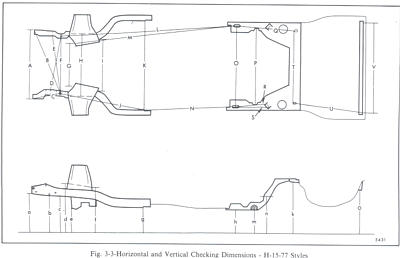 J
L
M
Q
R
A
B
E
F
G
H
I
K
O
P
T
V
D
C
J
N
S
U
a
b
c
d
e
f
g
h
m
n
k
o
5431
Fig. 3-3-Horizontal and Vertical Checking Dimensions - H-15-77 Styles